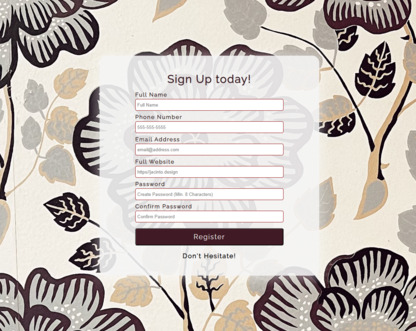 Sign Up today!
Full Name
Full Name
Phone Number
555-555-5555
Email Address
email@address.com
Full Website
https//jacinto.design
Password
Create Password (Min. 8 Characters)
Confirm Password
Confirm Password
Register
Don't Hesitate!